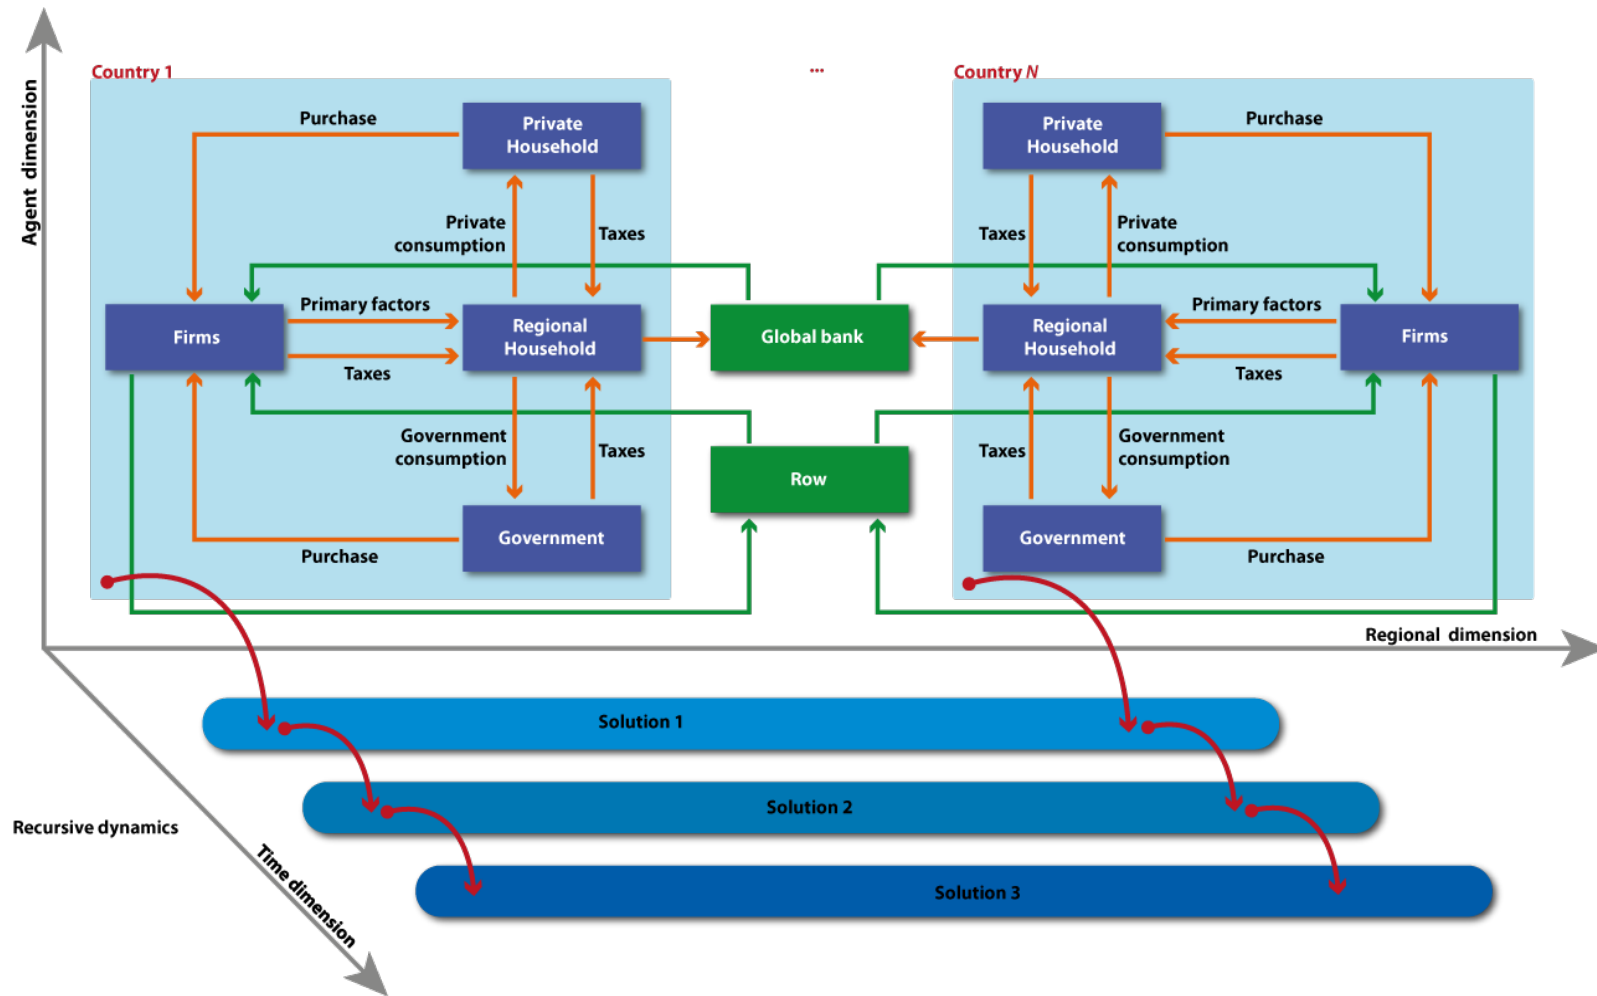 Country 1
...
Country N
Agent dimension
Purchase
Private
Household
Private
Household
Purchase
Private
consumption
Taxes
Taxes
Private
consumption
Firms
Primary factors
Taxes
Regional
Household
Global bank
Regional
Household
Primary factors
Taxes
Firms
Government
consumption
Taxes
Row
Taxes
Government
consumption
Government
Purchase
Government
Purchase
Regional dimension
Solution 1
Solution 2
Recursive dynamics
Time dimension
Solution 3